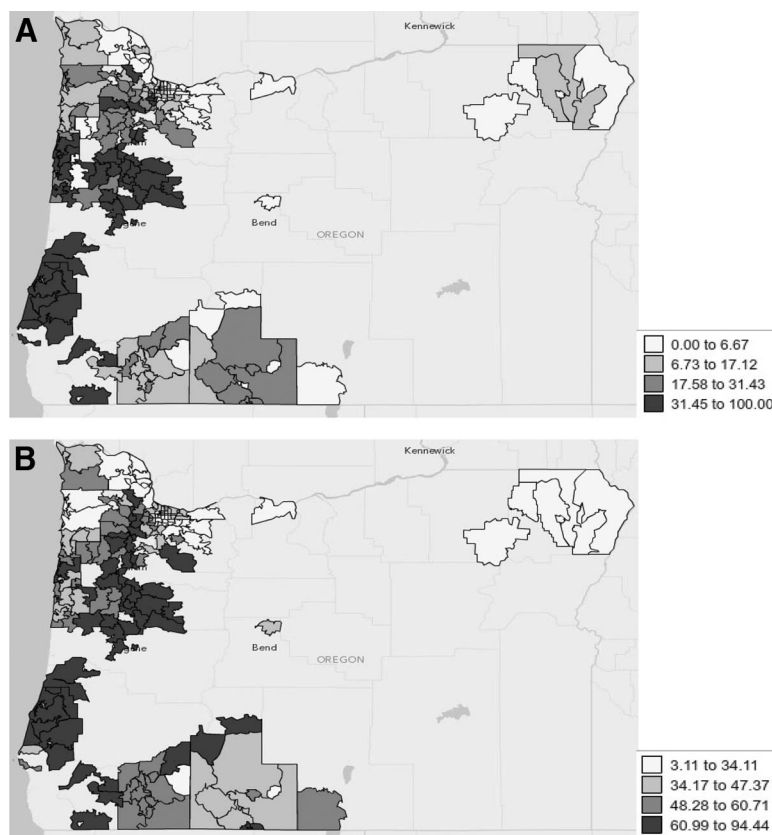 A
Kennewick
Bend
OREGON
0.00 to 6.67
6.73 to 17.12
17.58 to 31.43
31.45 to 100.00
B
Kennewick
Bend
OREGON
3.11 to 34.11
34.17 to 47.37
48.28 to 60.71
60.99 to 94.44